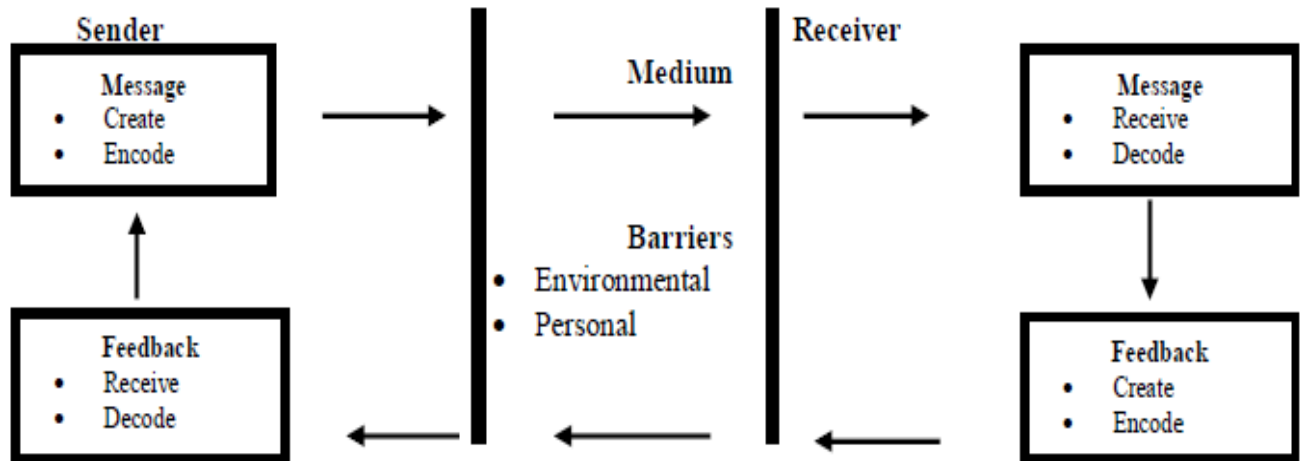 Sender
Message
• Create
• Encode
Medium
Receiver
Message
• Receive
• Decode
Barriers
• Environmental
• Personal
Feedback
• Receive
• Decode
Feedback
• Create
• Encode